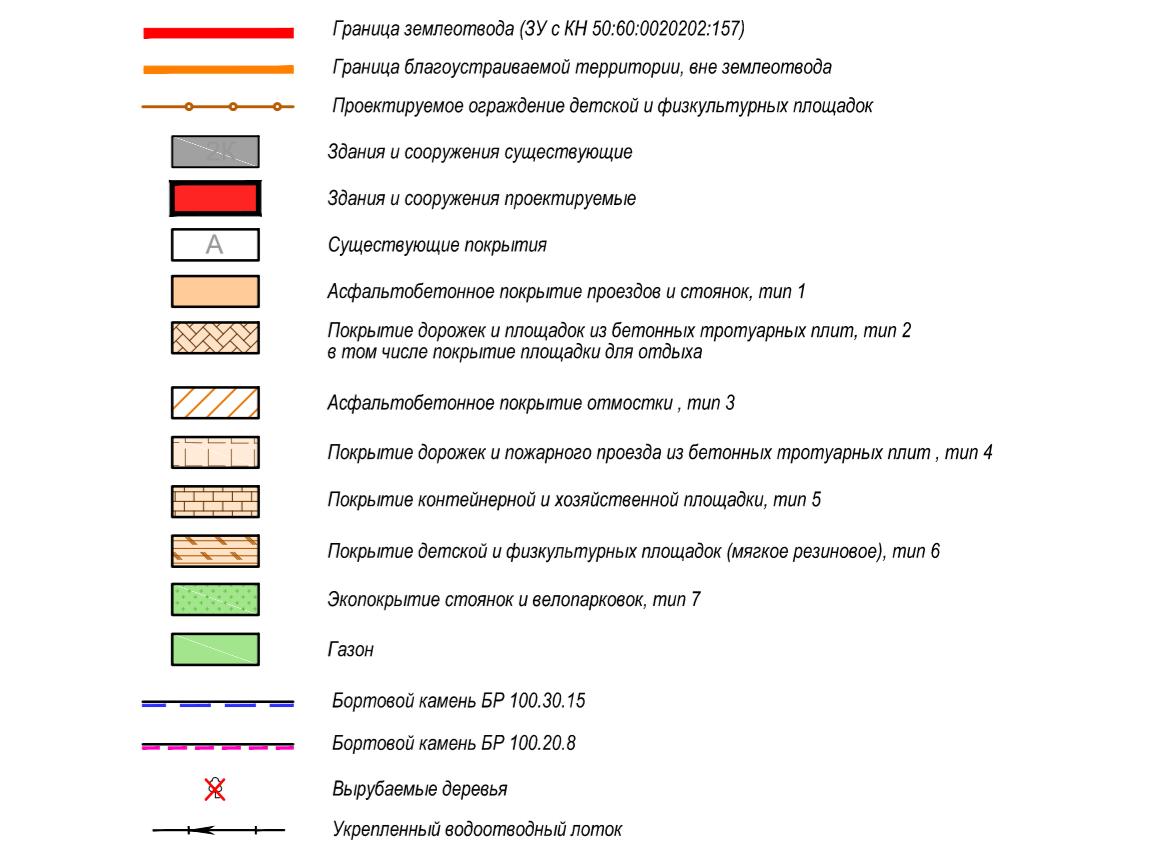 Граница землеотвода (ЗУ с КН 50:60:0020202:157)
Граница благоустраиваемой территории, вне землеотвода
Проектируемое ограждение детской и физкультурных площадок
2К
Здания и сооружения существующие
Здания и сооружения проектируемые
А
Существующие покрытия
Асфальтобетонное покрытие проездов и стоянок, тип 1
Покрытие дорожек и площадок из бетонных тротуарных плит, тип 2
в том числе покрытие площадки для отдыха
Асфальтобетонное покрытие отмостки , тип 3
Покрытие дорожек и пожарного проезда из бетонных тротуарных плит , тип 4
Покрытие контейнерной и хозяйственной площадки, тип 5
Покрытие детской и физкультурных площадок (мягкое резиновое), тип 6
Экопокрытие стоянок и велопарковок, тип 7
Газон
Бортовой камень БР 100.30.15
Бортовой камень БР 100.20.8
Вырубаемые деревья
Укрепленный водоотводный лоток